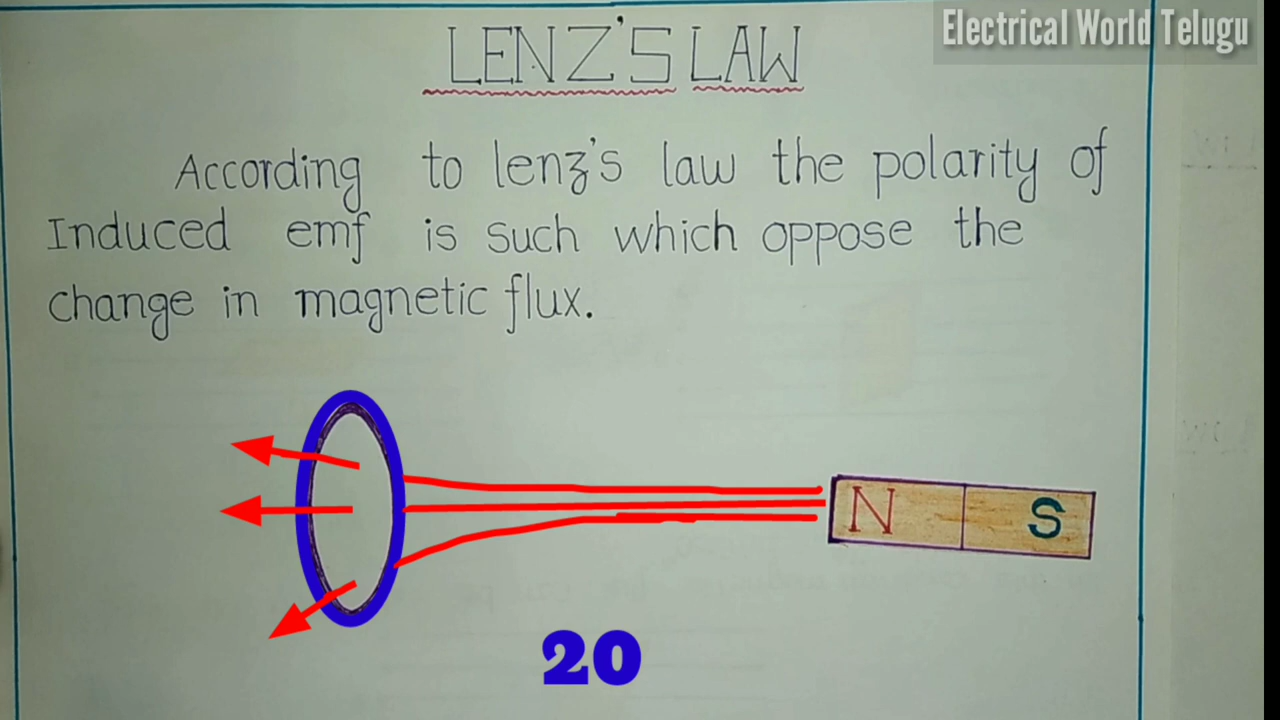 Electrical World Telugu
LENZ'S LAW
According to lenz's law the polarity of
Induced emf is such which oppose the
change in magnetic flux.
N S
20